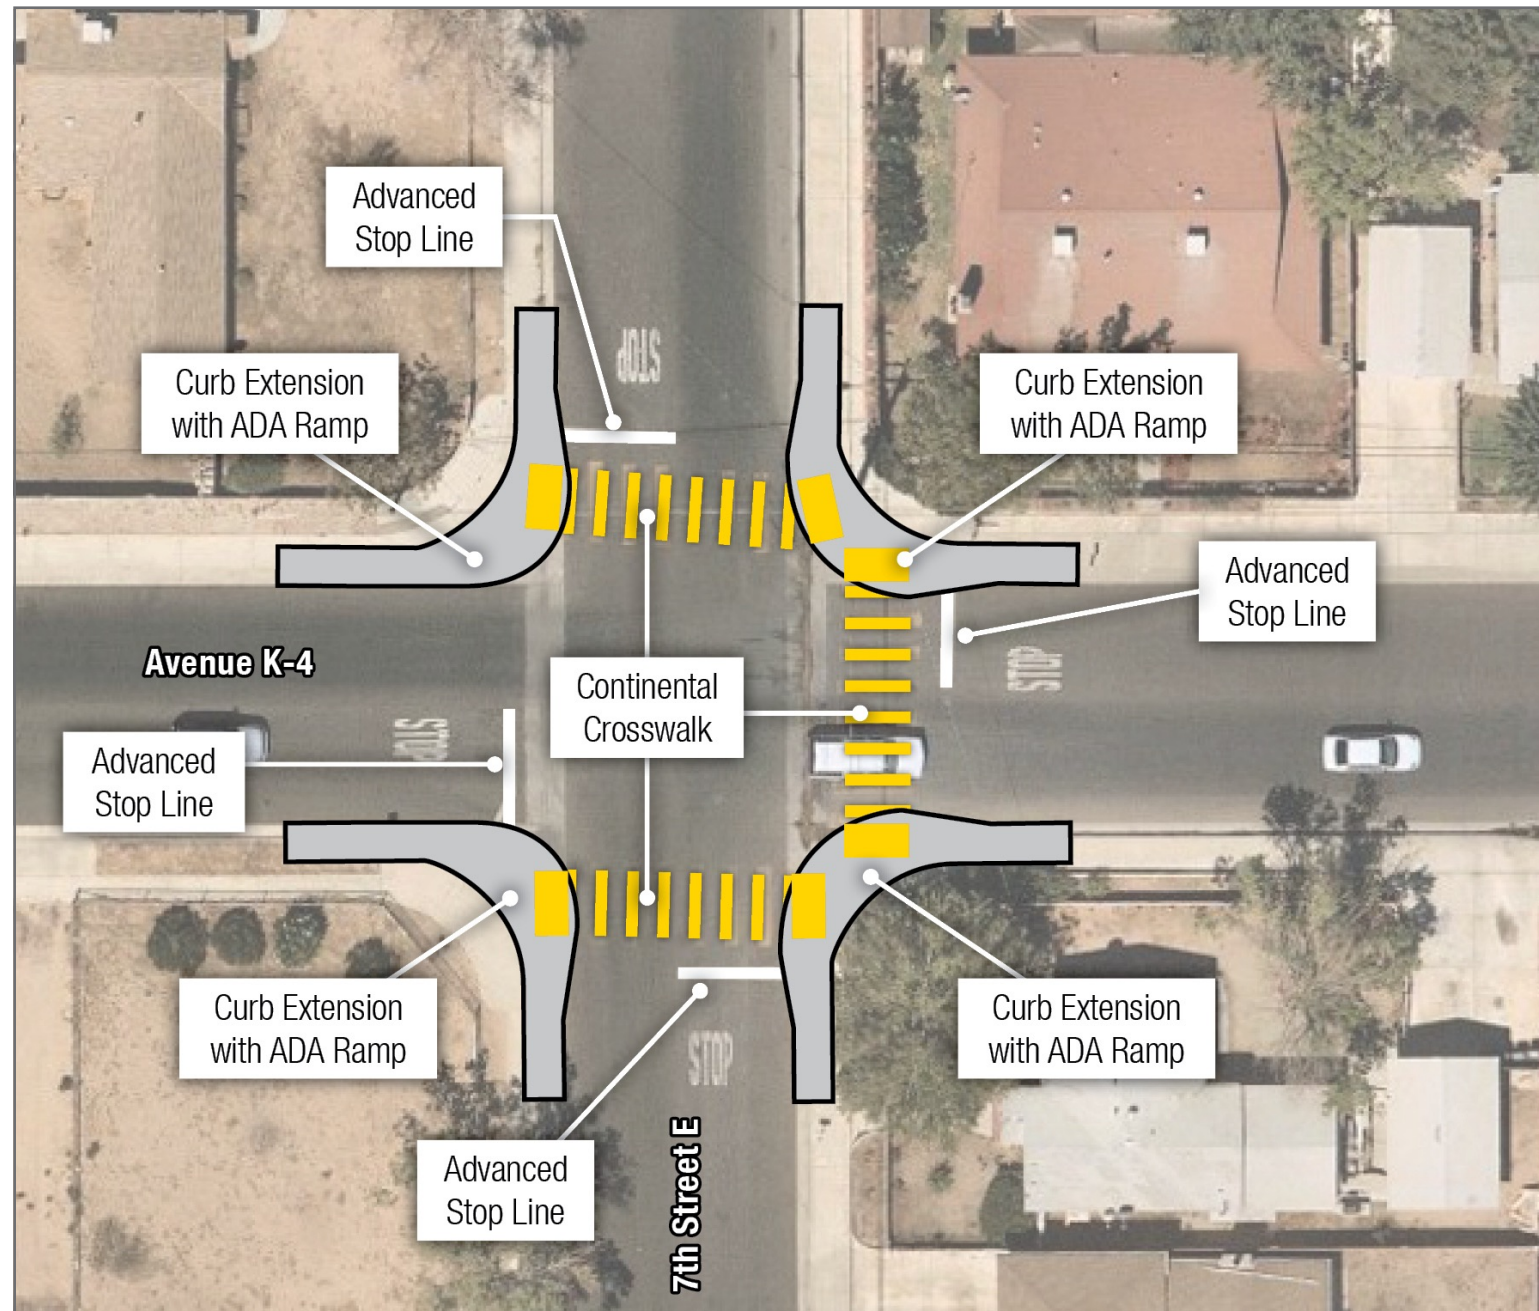 Advanced
Stop Line
STOP
Curb Extension
with ADA Ramp
Curb Extension
with ADA Ramp
Advanced
Stop Line
Avenue K-4
STOP
Continental
Crosswalk
STOP
Advanced
Stop Line
Curb Extension
with ADA Ramp
Curb Extension
with ADA Ramp
STOP
Advanced
Stop Line
7th Street E